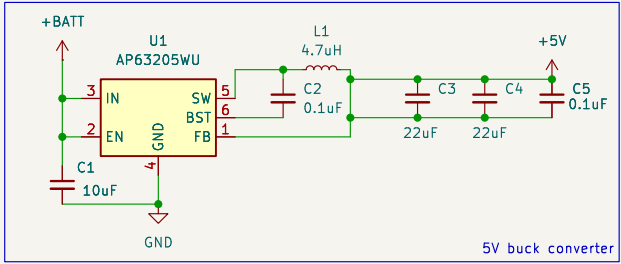 +BATT
U1
AP63205WU
L1
4.7uH
+5V
3 IN
SW 5
C2
0.1uF
C3
C4
C5
0.1uF
BST 6
2 EN
GND
FB 1
22uF
22uF
4
C1
10uF
GND
5V buck converter